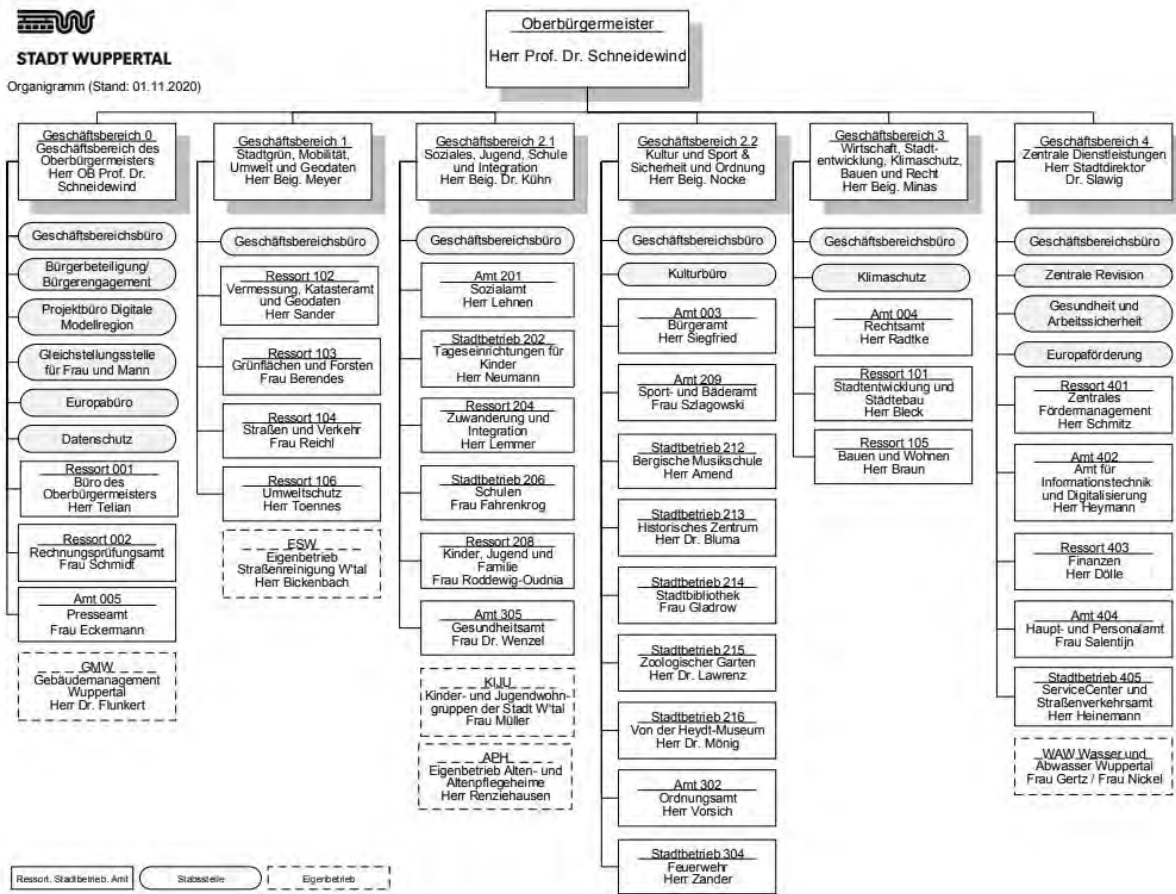 STADT WUPPERTAL
Organigramm (Stand: 01.11.2020)
Oberbürgermeister
Herr Prof. Dr. Schneidewind
Geschäftsbereich 0
Geschäftsbereich des
Oberbürgermeisters
Herr OB Prof. Dr.
Schneidewind
Geschäftsbereichsbüro
Bürgerbeteiligung/
Bürgerengagement
Projektbüro Digitale
Modellregion
Gleichstellungsstelle
für Frau und Mann
Europabüro
Datenschutz
Ressort 001
Büro des
Oberbürgermeisters
Herr Telian
Ressort 002
Rechnungsprüfungsamt
Frau Schmidt
Amt 005
Presseamt
Frau Eckermann
GMW
Gebäudemanagement
Wuppertal
Herr Dr. Flunkert
Geschäftsbereich 1
Stadtgrün, Mobilität,
Umwelt und Geodaten
Herr Beig. Meyer
Geschäftsbereichsbüro
Ressort 102
Vermessung, Katasteramt
und Geodaten
Herr Sander
Ressort 103
Grünflächen und Forsten
Frau Berendes
Ressort 104
Straßen und Verkehr
Frau Reichl
Ressort 106
Umweltschutz
Herr Toennes
ESW
Eigenbetrieb
Straßenreinigung W'tal
Herr Bickenbach
Geschäftsbereich 2.1
Soziales, Jugend, Schule
und Integration
Herr Beig. Dr. Kühn
Geschäftsbereichsbüro
Amt 201
Sozialamt
Herr Lehnen
Stadtbetrieb 202
Tageseinrichtungen für
Kinder
Herr Neumann
Ressort 204
Zuwanderung und
Integration
Herr Lemmer
Stadtbetrieb 206
Schulen
Frau Fahrenkrog
Ressort 208
Kinder, Jugend und
Familie
Frau Roddewig-Oudnia
Amt 305
Gesundheitsamt
Frau Dr. Wenzel
KIJU
Kinder- und Jugendwohn-
gruppen der Stadt W'tal
Frau Müller
APH
Eigenbetrieb Alten- und
Altenpflegeheime
Herr Renziehausen
Geschäftsbereich 2.2
Kultur und Sport &
Sicherheit und Ordnung
Herr Beig. Nocke
Geschäftsbereichsbüro
Kulturbüro
Amt 003
Bürgeramt
Herr Siegfried
Amt 209
Sport- und Bäderamt
Frau Szlagowski
Stadtbetrieb 212
Bergische Musikschule
Herr Amend
Stadtbetrieb 213
Historisches Zentrum
Herr Dr. Bluma
Stadtbetrieb 214
Stadtbibliothek
Frau Gladrow
Stadtbetrieb 215
Zoologischer Garten
Herr Dr. Lawrenz
Stadtbetrieb 216
Von der Heydt-Museum
Herr Dr. Mönig
Amt 302
Ordnungsamt
Herr Vorsich
Stadtbetrieb 304
Feuerwehr
Herr Zander
Geschäftsbereich 3
Wirtschaft, Stadt-
entwicklung, Klimaschutz,
Bauen und Recht
Herr Beig. Minas
Geschäftsbereichsbüro
Klimaschutz
Amt 004
Rechtsamt
Herr Radtke
Ressort 101
Stadtentwicklung und
Städtebau
Herr Bleck
Ressort 105
Bauen und Wohnen
Herr Braun
Geschäftsbereich 4
Zentrale Dienstleistungen
Herr Stadtdirektor
Dr. Slawig
Geschäftsbereichsbüro
Zentrale Revision
Gesundheit und
Arbeitssicherheit
Europaförderung
Ressort 401
Zentrales
Fördermanagement
Herr Schmitz
Amt 402
Amt für
Informationstechnik
und Digitalisierung
Herr Heymann
Ressort 403
Finanzen
Herr Dölle
Amt 404
Haupt- und Personalamt
Frau Salentijn
Stadtbetrieb 405
ServiceCenter und
Straßenverkehrsamt
Herr Heinemann
WAW Wasser und
Abwasser Wuppertal
Frau Gertz / Frau Nickel
Ressort. Stadtbetrieb. Amt
Stabsstelle
Eigenbetrieb